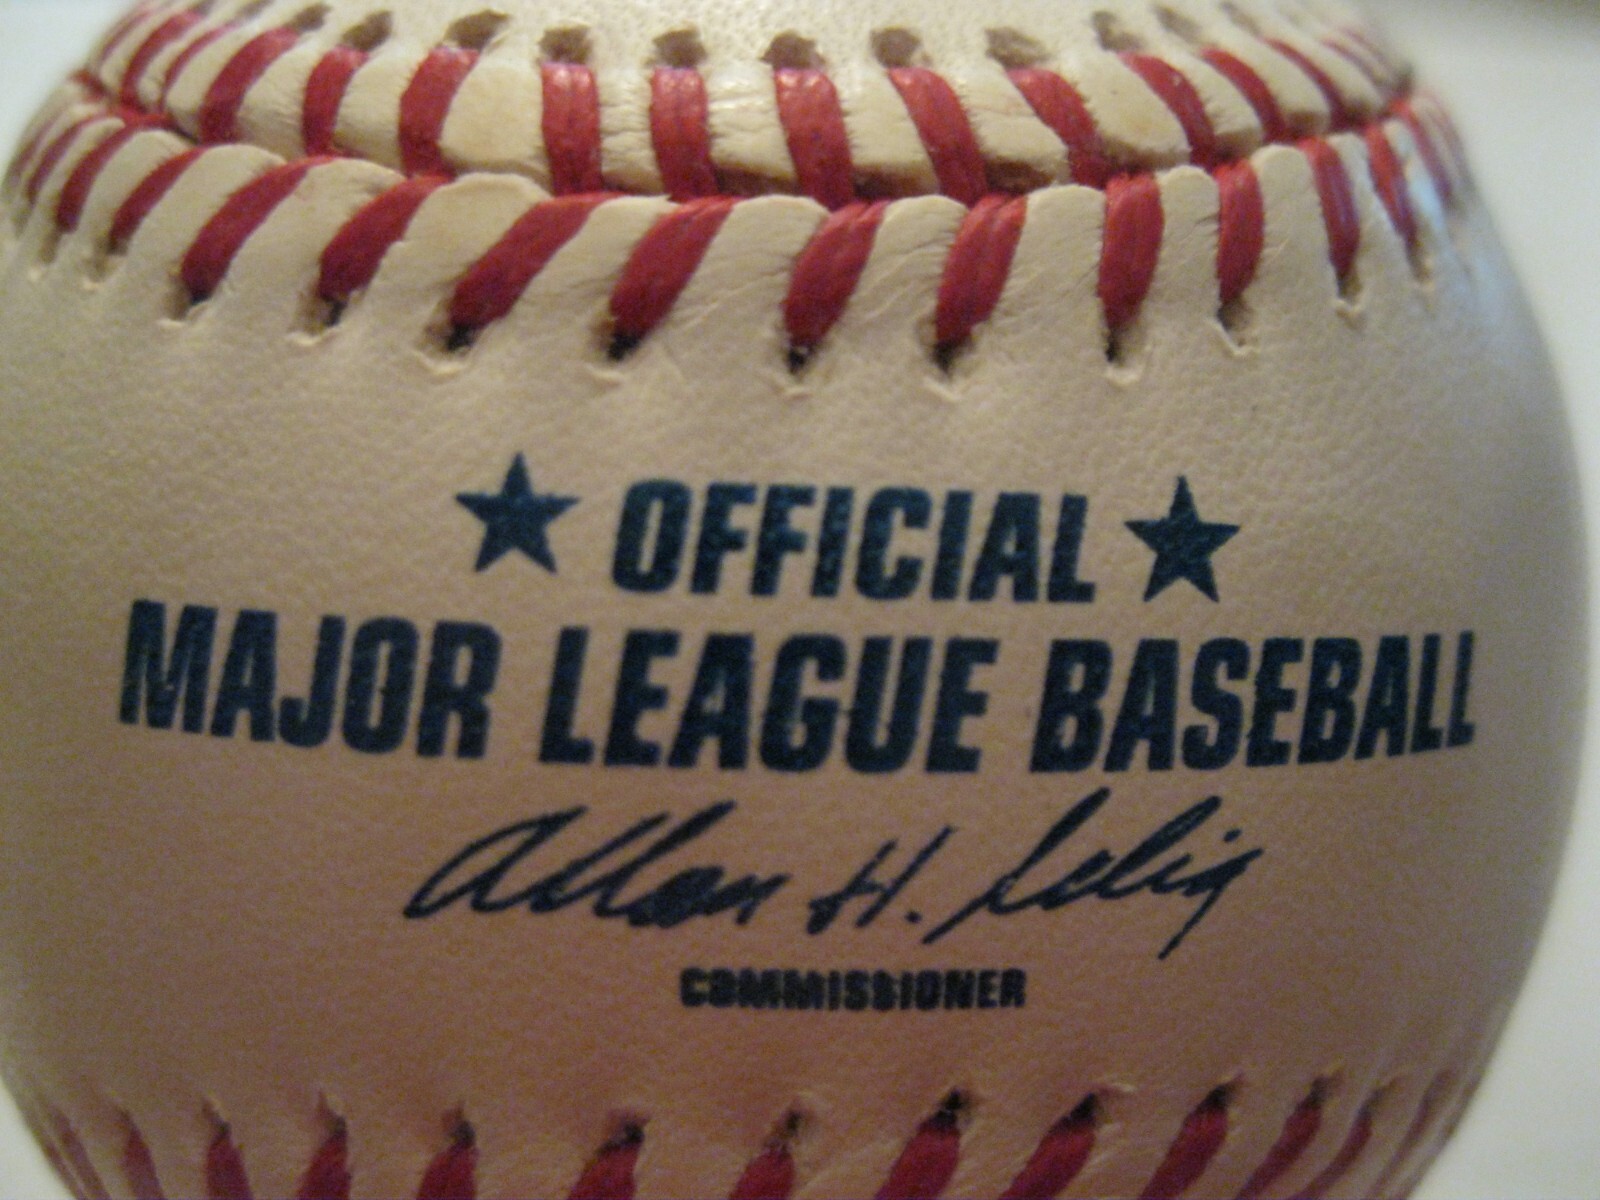 OFFICIAL
MAJOR LEAGUE BASEBALL
Allan H. Selig
COMMISSIONER